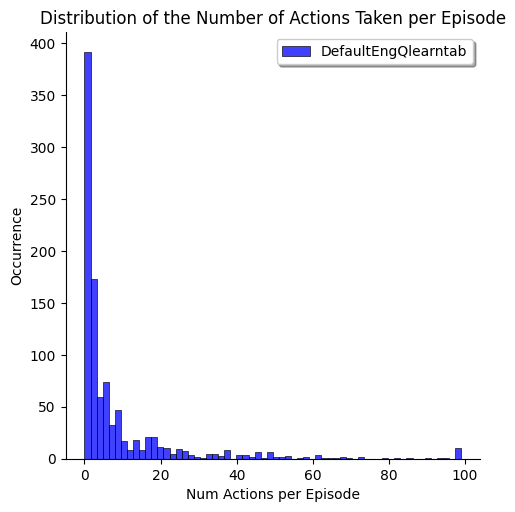 Distribution of the Number of Actions Taken per Episode
DefaultEngQlearntab
400
350
300
250
200
150
100
50
0
Occurrence
0 20 40 60 80 100
Num Actions per Episode